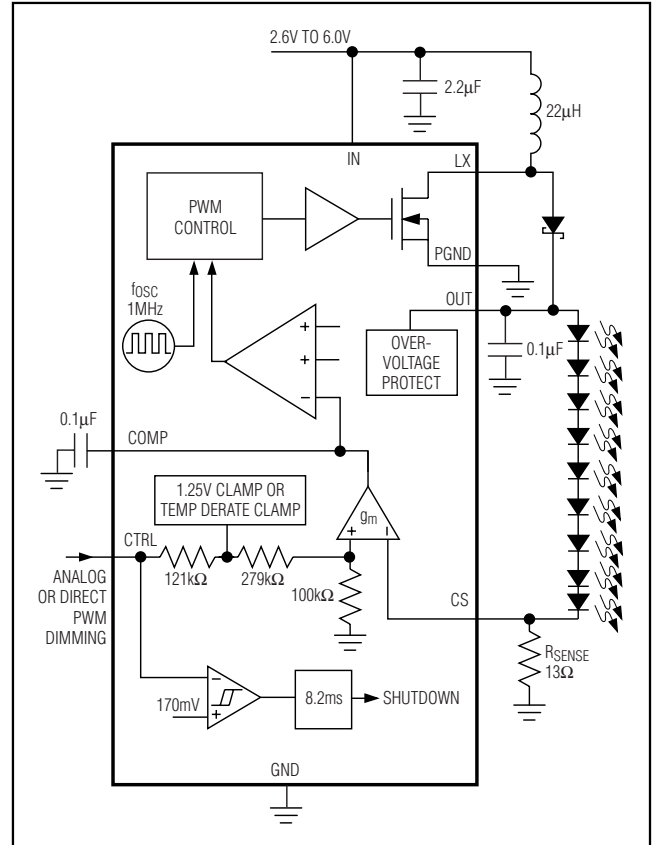 2.6V TO 6.0V
2.2µF
22µH
IN
LX
PWM
CONTROL
PGND
fOSC
1MHz
OUT
+
+
−
OVER-
VOLTAGE
PROTECT
0.1µF
0.1µF
COMP
1.25V CLAMP OR
TEMP DERATE CLAMP
gm
+
−
CTRL
121kΩ
279kΩ
ANALOG
OR DIRECT
PWM
DIMMING
100kΩ
CS
RSENSE
13Ω
−
+
170mV
8.2ms
SHUTDOWN
GND